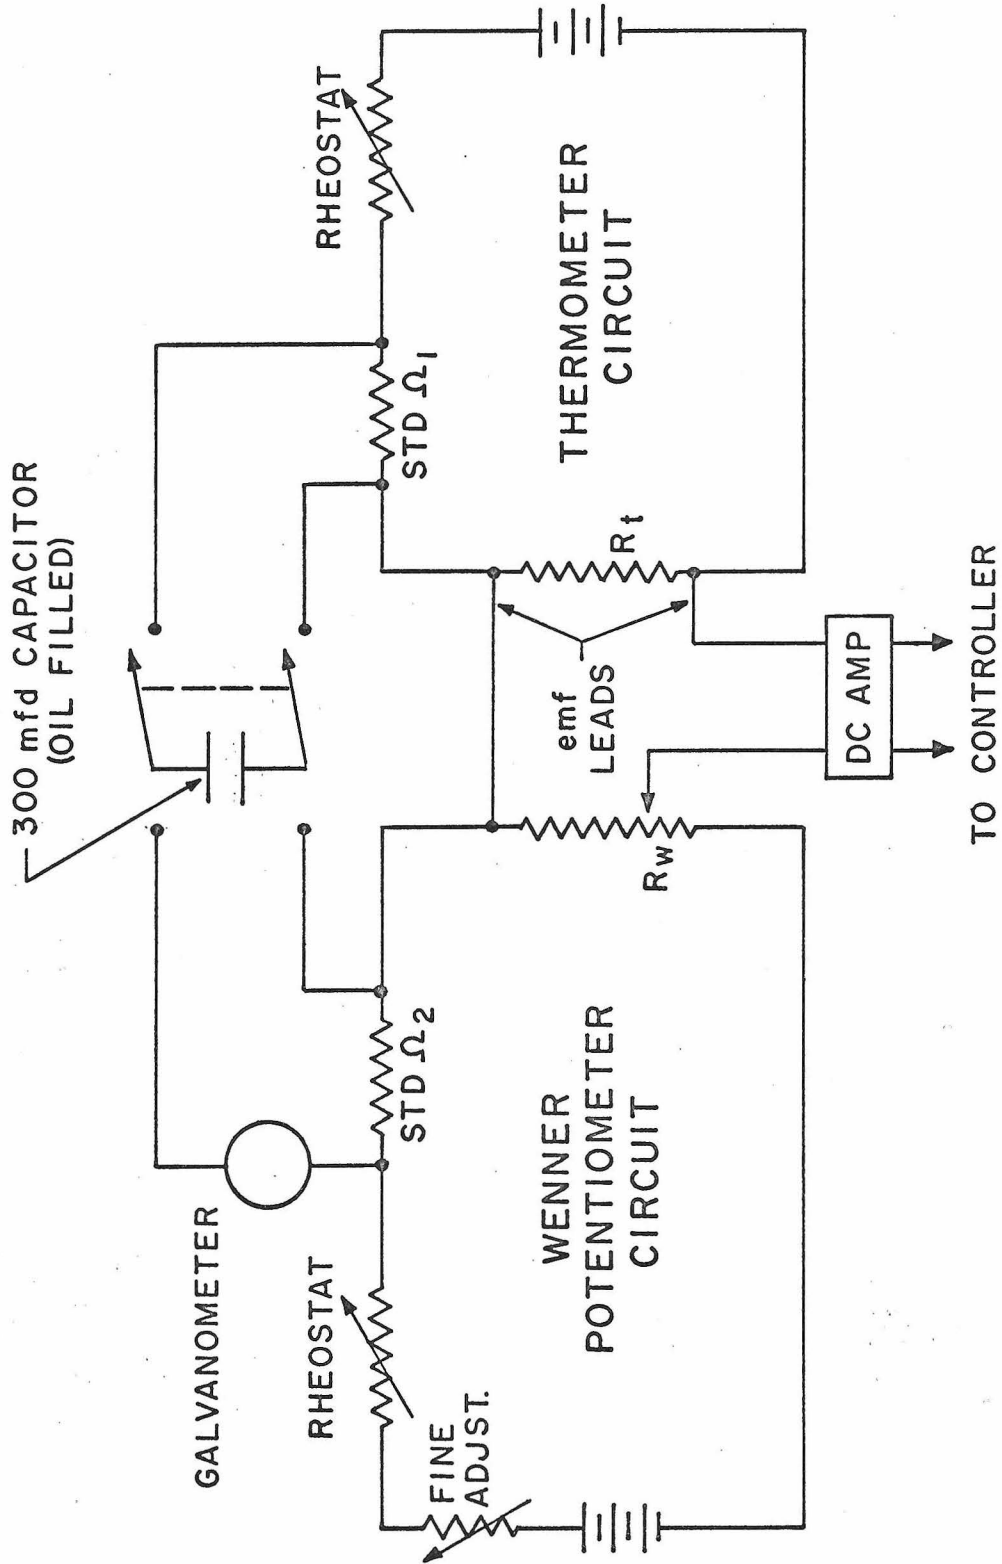 300 mfd CAPACITOR
(OIL FILLED)
GALVANOMETER
RHEOSTAT
RHEOSTAT
FINE
ADJUST.
STD Ω2
STD Ω1
WENNER
POTENTIOMETER
CIRCUIT
RW
emf
LEADS
Rt
THERMOMETER
CIRCUIT
DC AMP
TO CONTROLLER